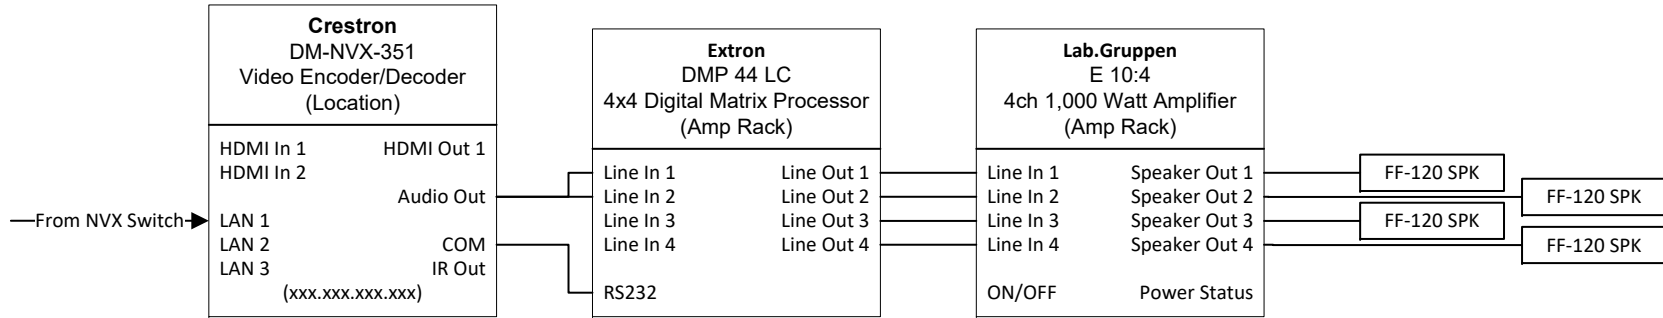 From NVX Switch
Crestron
DM-NVX-351
Video Encoder/Decoder
(Location)
HDMI In 1 HDMI Out 1
HDMI In 2
Audio Out
LAN 1
LAN 2 COM
LAN 3 IR Out
(xxx.xxx.xxx.xxx)
Extron
DMP 44 LC
4x4 Digital Matrix Processor
(Amp Rack)
Line In 1 Line Out 1
Line In 2 Line Out 2
Line In 3 Line Out 3
Line In 4 Line Out 4
RS232
Lab.Gruppen
E 10:4
4ch 1,000 Watt Amplifier
(Amp Rack)
Line In 1 Speaker Out 1
Line In 2 Speaker Out 2
Line In 3 Speaker Out 3
Line In 4 Speaker Out 4
ON/OFF Power Status
FF-120 SPK
FF-120 SPK
FF-120 SPK
FF-120 SPK